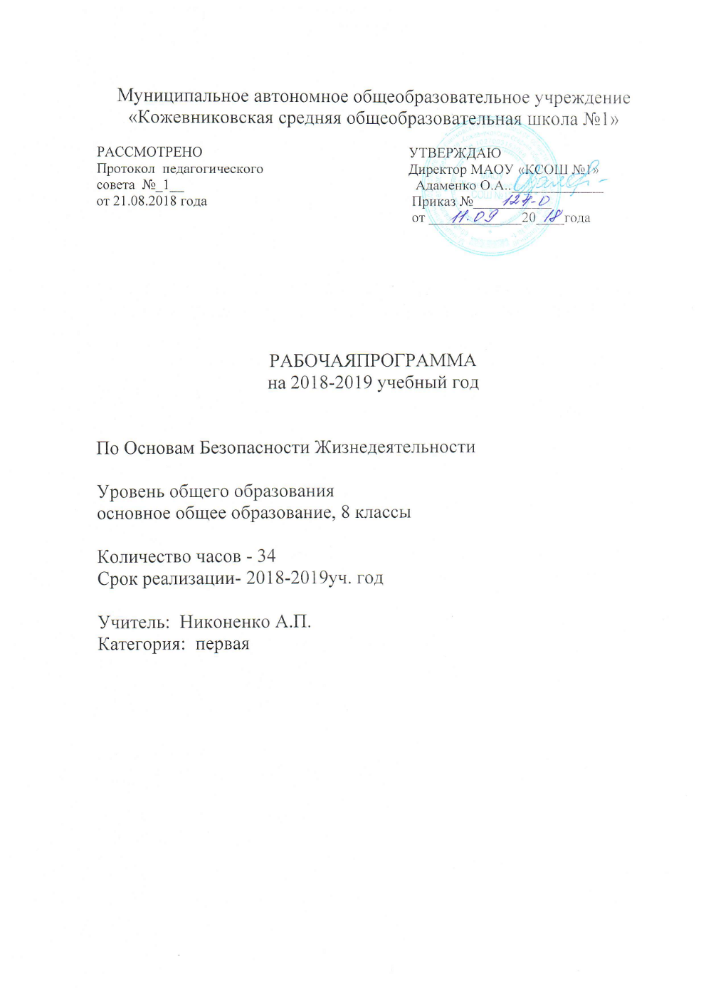 Муниципальное автономное общеобразовательное учреждение
«Кожевниковская средняя общеобразовательная школа №1»
РАССМОТРЕНО
Протокол педагогического
совета №_1__
от 21.08.2018 года
УТВЕРЖДАЮ
Директор МАОУ «КСОШ №1»
Адаменко О.А..
Приказ № 124-О
от 11.09 20 18 года
РАБОЧАЯПРОГРАММА
на 2018-2019 учебный год
По Основам Безопасности Жизнедеятельности
Уровень общего образования
основное общее образование, 8 классы
Количество часов - 34
Срок реализации- 2018-2019уч. год
Учитель: Никоненко А.П.
Категория: первая